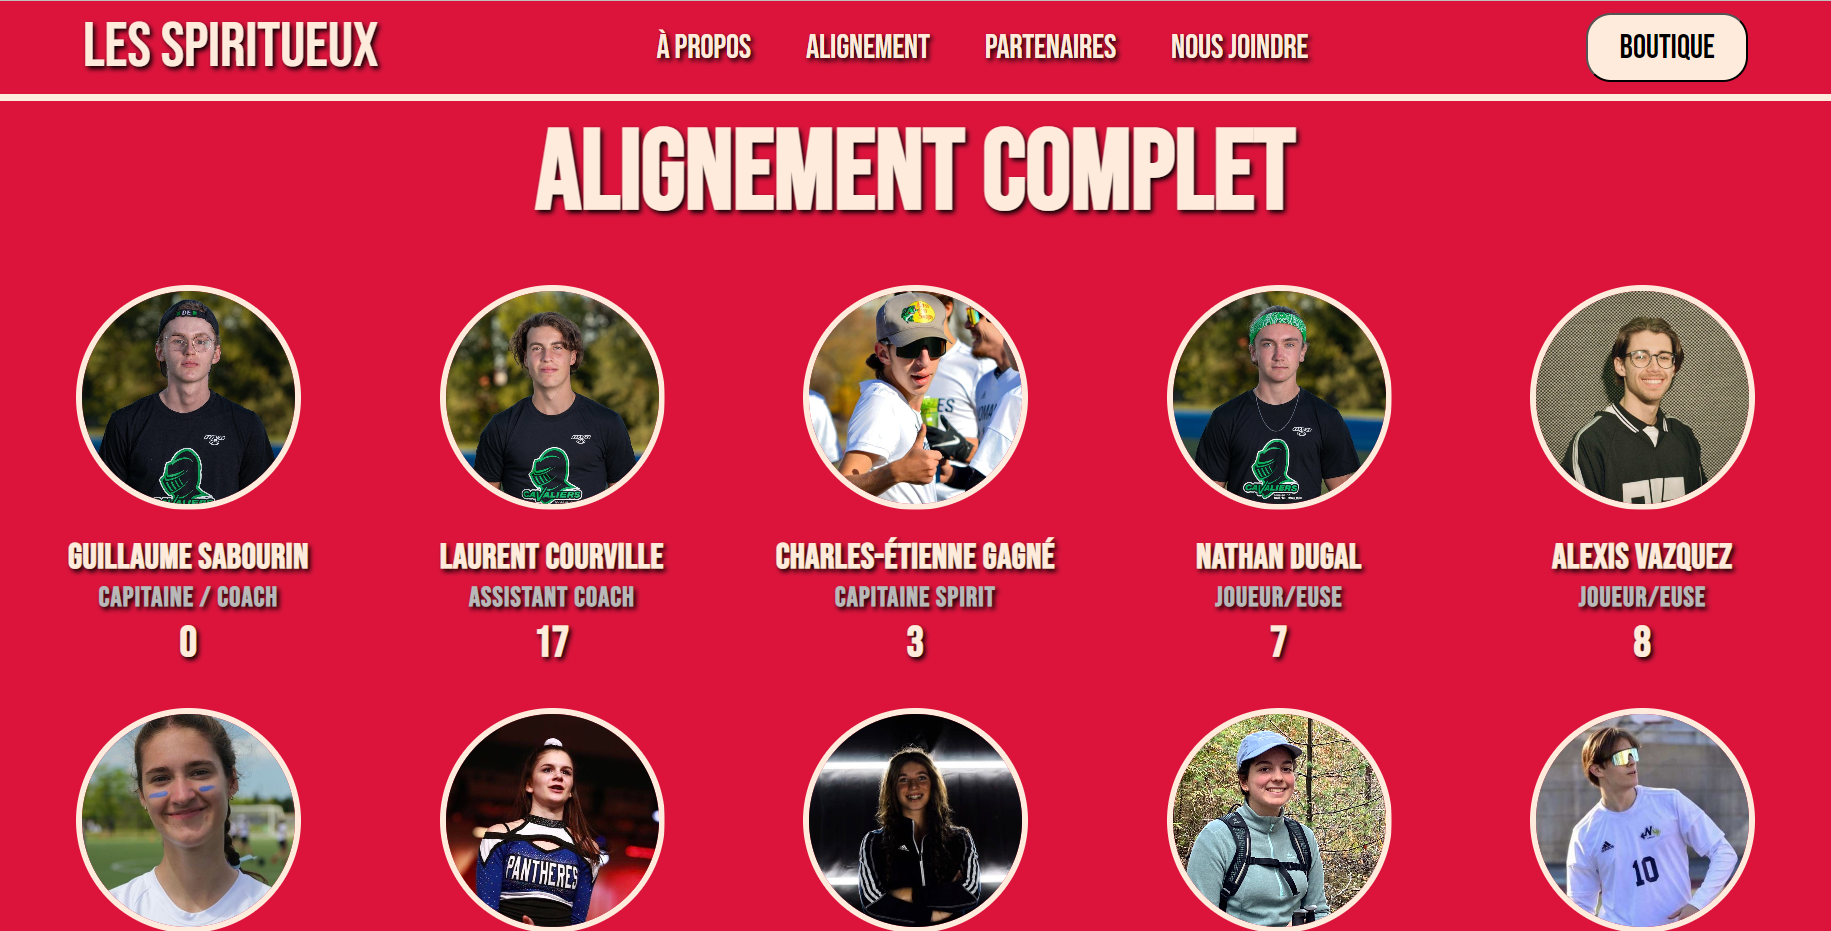 LES SPIRITUEUX
À PROPOS
ALIGNEMENT
PARTENAIRES
NOUS JOINDRE
BOUTIQUE
ALIGNEMENT COMPLET
CAVALIERS
CAVALIERS
CAVALIERS
GUILLAUME SABOURIN
CAPITAINE / COACH
0
LAURENT COURVILLE
ASSISTANT COACH
17
CHARLES-ÉTIENNE GAGNÉ
CAPITAINE SPIRIT
3
NATHAN DUGAL
JOUEUR/EUSE
7
ALEXIS VAZQUEZ
JOUEUR/EUSE
8
PANTHERES
10